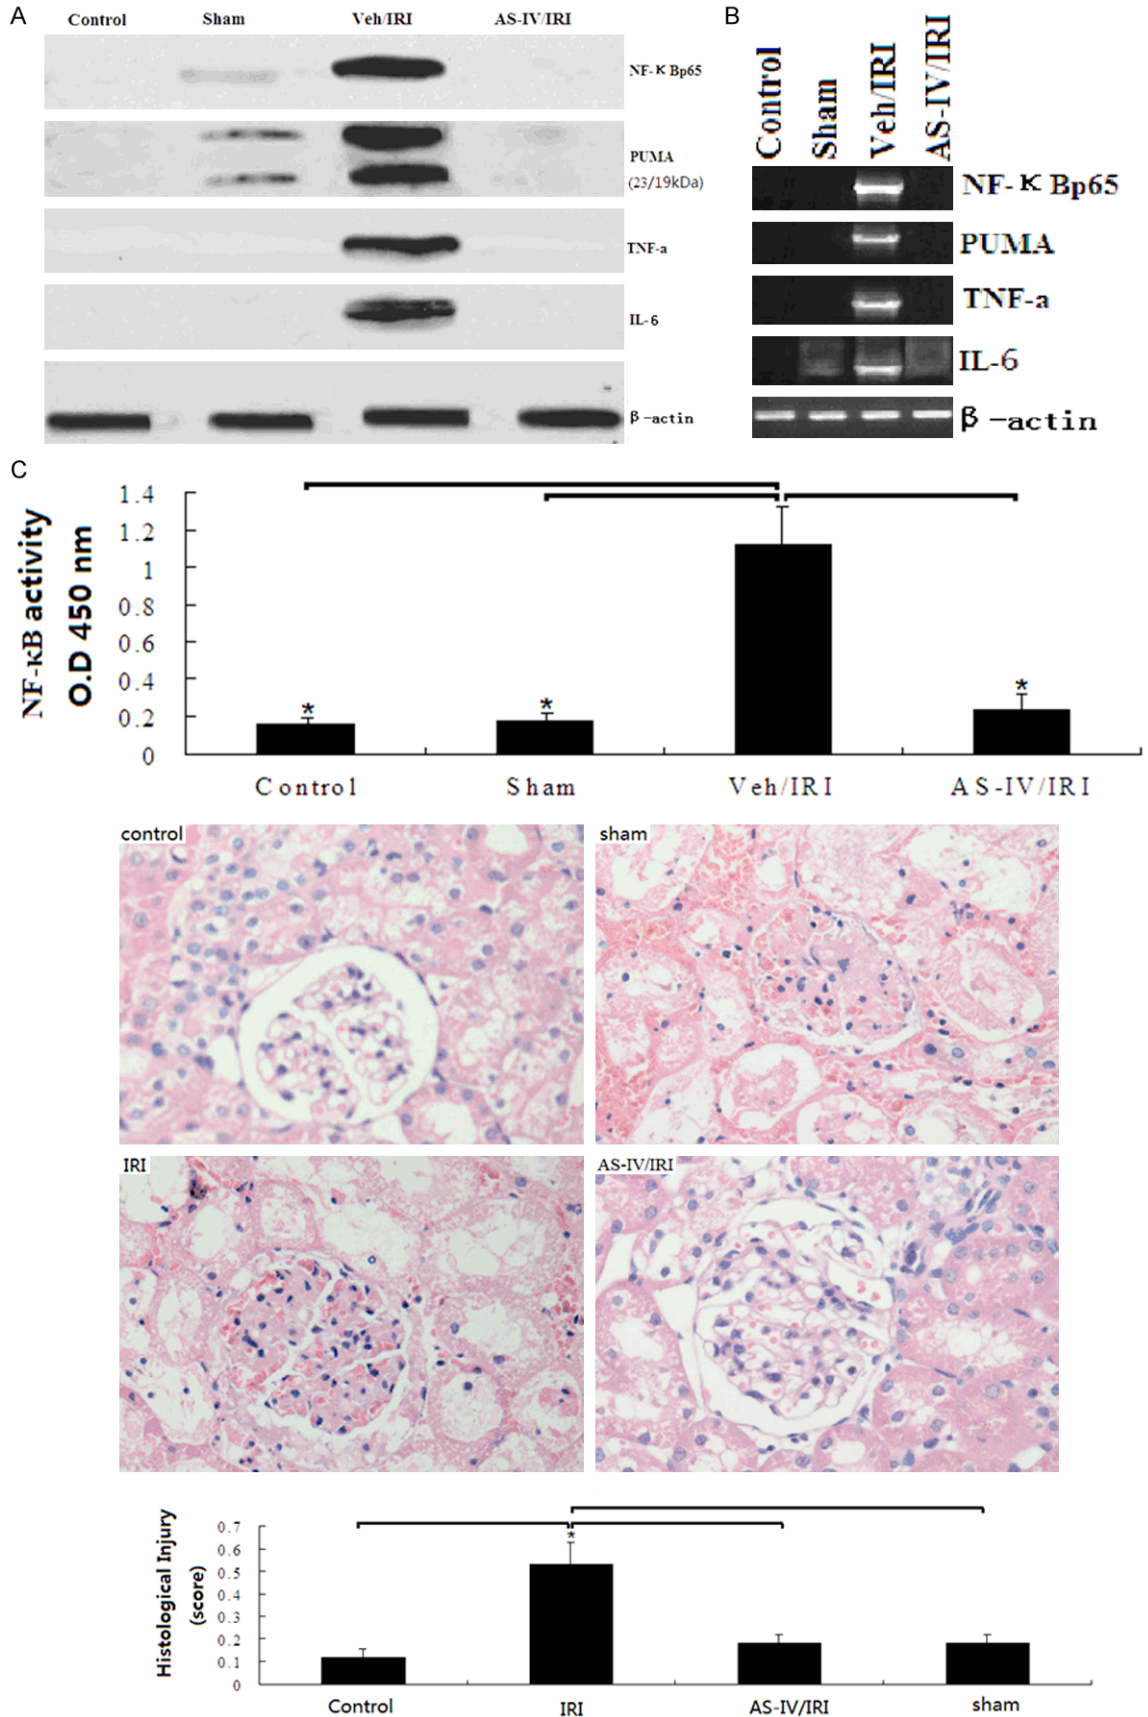 A
Control
Sham
Veh/IRI
AS-IV/IRI
NF-κBp65
PUMA
(23/19kDa)
TNF-a
IL-6
β-actin
B
Control
Sham
Veh/IRI
AS-IV/IRI
NF-κBp65
PUMA
TNF-a
IL-6
β-actin
C
NF-κB activity
O.D 450 nm
1.4
1.2
1
0.8
0.6
0.4
0.2
0
*
*
*
Control
Sham
Veh/IRI
AS-IV/IRI
control
sham
IRI
AS-IV/IRI
Histological Injury
(score)
0.7
0.6
0.5
0.4
0.3
0.2
0.1
0
*
Control
IRI
AS-IV/IRI
sham